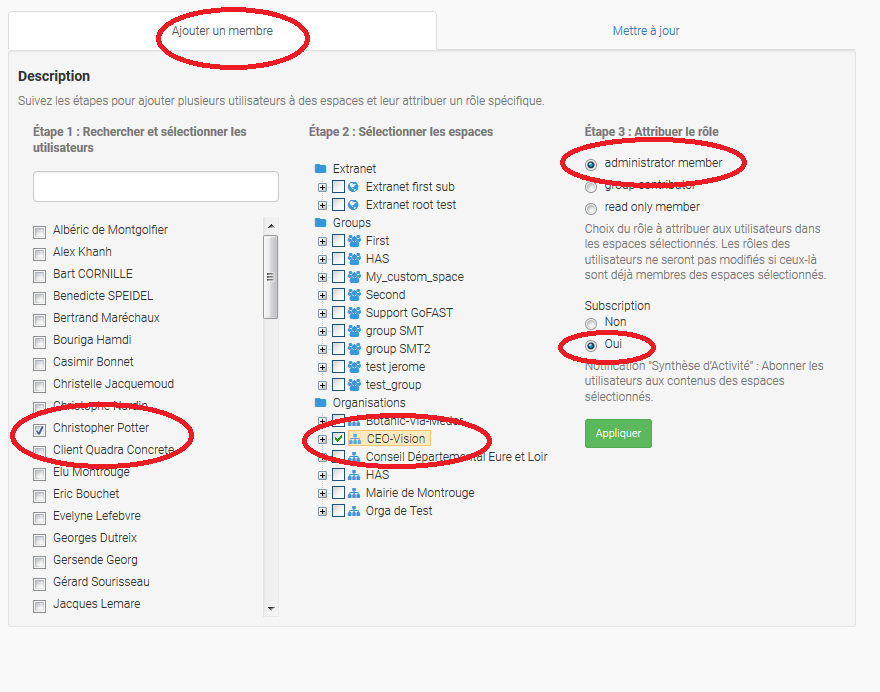 Ajouter un membre
Mettre à jour
Description
Suivez les étapes pour ajouter plusieurs utilisateurs à des espaces et leur attribuer un rôle spécifique.
Étape 1 : Rechercher et sélectionner les
utilisateurs
Albéric de Montgolfier
Alex Khanh
Bart CORNILLE
Benedicte SPEIDEL
Bertrand Maréchaux
Bouriga Hamdi
Casimir Bonnet
Christelle Jacquemoud
Christophe Nardin
Christopher Potter
Client Quadra Concrete
Elu Montrouge
Eric Bouchet
Evelyne Lefebvre
Georges Dutreix
Gersende Georg
Gérard Sourisseau
Jacques Lemare
Étape 2 : Sélectionner les espaces
Extranet
Extranet first sub
Extranet root test
Groups
First
HAS
My_custom_space
Second
Support GoFAST
group SMT
group SMT2
test jerome
test_group
Organisations
Botanic-Via-Medor
CEO-Vision
Conseil Départemental Eure et Loir
HAS
Mairie de Montrouge
Orga de Test
Étape 3 : Attribuer le rôle
administrator member
group contributor
read only member
Choix du rôle à attribuer aux utilisateurs dans
les espaces sélectionnés. Les rôles des
utilisateurs ne seront pas modifiés si ceux-là
sont déjà membres des espaces sélectionnés.
Subscription
Non
Oui
Notification "Synthèse d'Activité" : Abonner les
utilisateurs aux contenus des espaces
sélectionnés.
Appliquer